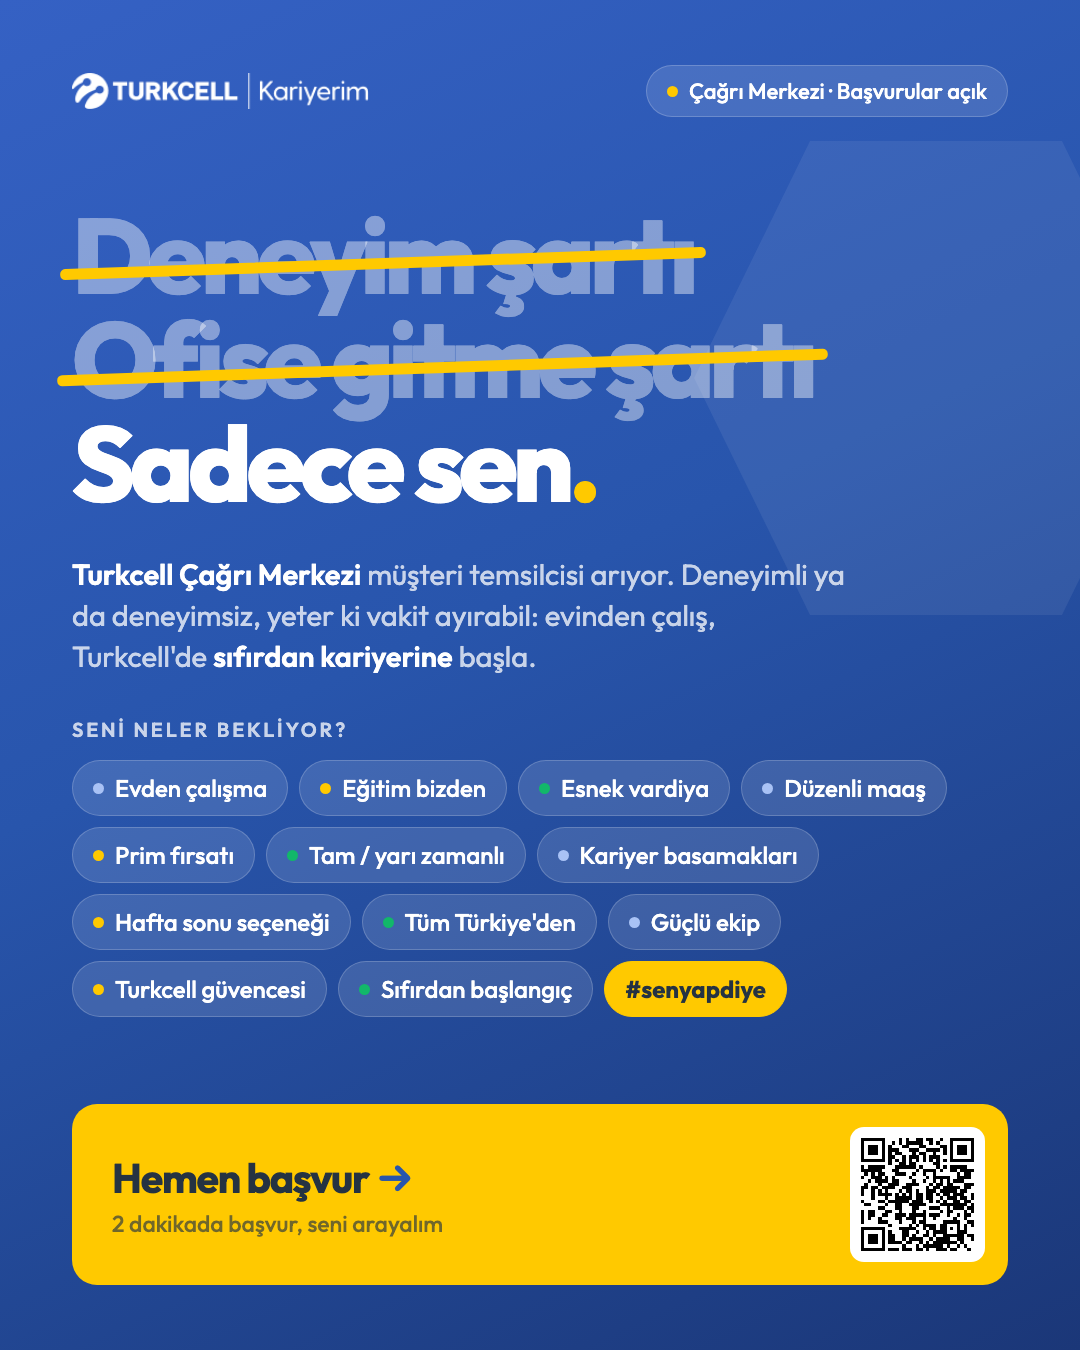 TURKCELL | Kariyerim
Çağrı Merkezi · Başvurular açık
Deneyim şartı
Ofise gitme şartı
Sadece sen.
Turkcell Çağrı Merkezi müşteri temsilcisi arıyor. Deneyimli ya
da deneyimsiz, yeter ki vakit ayırabil: evinden çalış,
Turkcell'de sıfırdan kariyerine başla.
SENİ NELER BEKLİYOR?
Evden çalışma
Eğitim bizden
Esnek vardiya
Düzenli maaş
Prim fırsatı
Tam / yarı zamanlı
Kariyer basamakları
Hafta sonu seçeneği
Tüm Türkiye'den
Güçlü ekip
Turkcell güvencesi
Sıfırdan başlangıç
#senyapdiye
Hemen başvur →
2 dakikada başvur, seni arayalım